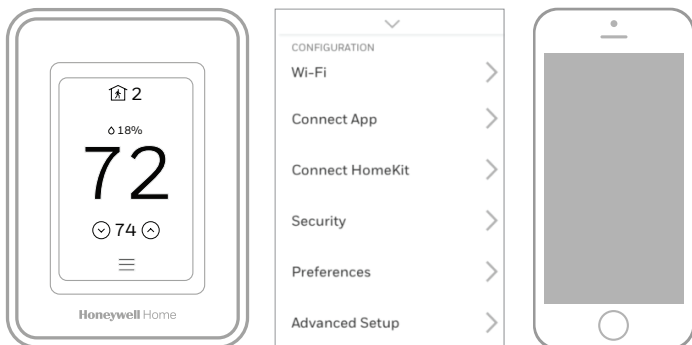 2
18%
72
74
Honeywell Home
CONFIGURATION
Wi-Fi
Connect App
Connect HomeKit
Security
Preferences
Advanced Setup